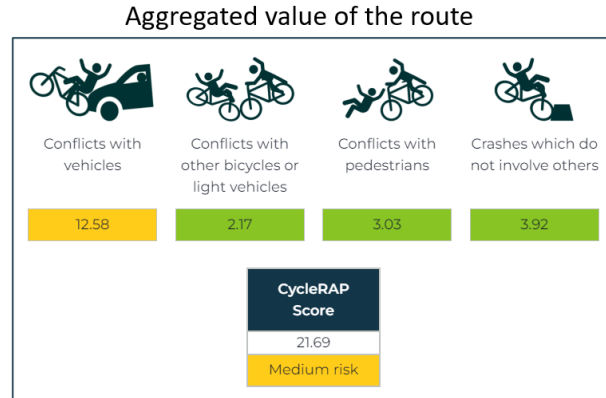 Aggregated value of the route
Conflicts with
vehicles
Conflicts with
other bicycles or
light vehicles
Conflicts with
pedestrians
Crashes which do
not involve others
12.58
2.17
3.03
3.92
CycleRAP
Score
21.69
Medium risk